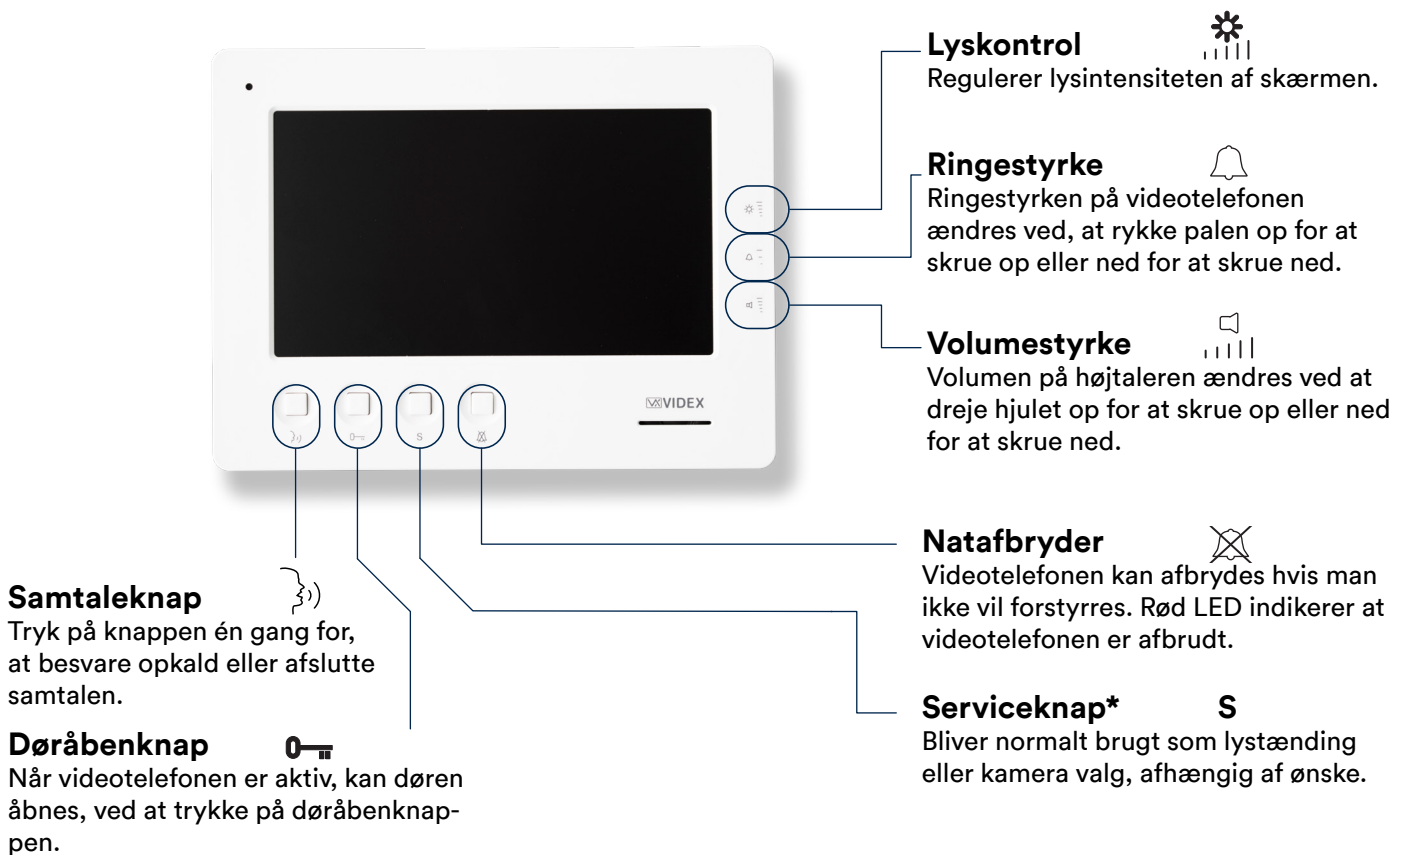 Lyskontrol
Regulerer lysintensiteten af skærmen.
Ringestyrke
Ringestyrken på videotelefonen
ændres ved, at rykke palen op for at
skrue op eller ned for at skrue ned.
Volumestyrke
Volumen på højtaleren ændres ved at
dreje hjulet op for at skrue op eller ned
for at skrue ned.
VIDEX
S
Natafbryder
Videotelefonen kan afbrydes hvis man
ikke vil forstyrres. Rød LED indikerer at
videotelefonen er afbrudt.
Serviceknap* S
Bliver normalt brugt som lystænding
eller kamera valg, afhængig af ønske.
Samtaleknap
Tryk på knappen én gang for,
at besvare opkald eller afslutte
samtalen.
Døråbenknap
Når videotelefonen er aktiv, kan døren
åbnes, ved at trykke på døråbenknap-
pen.